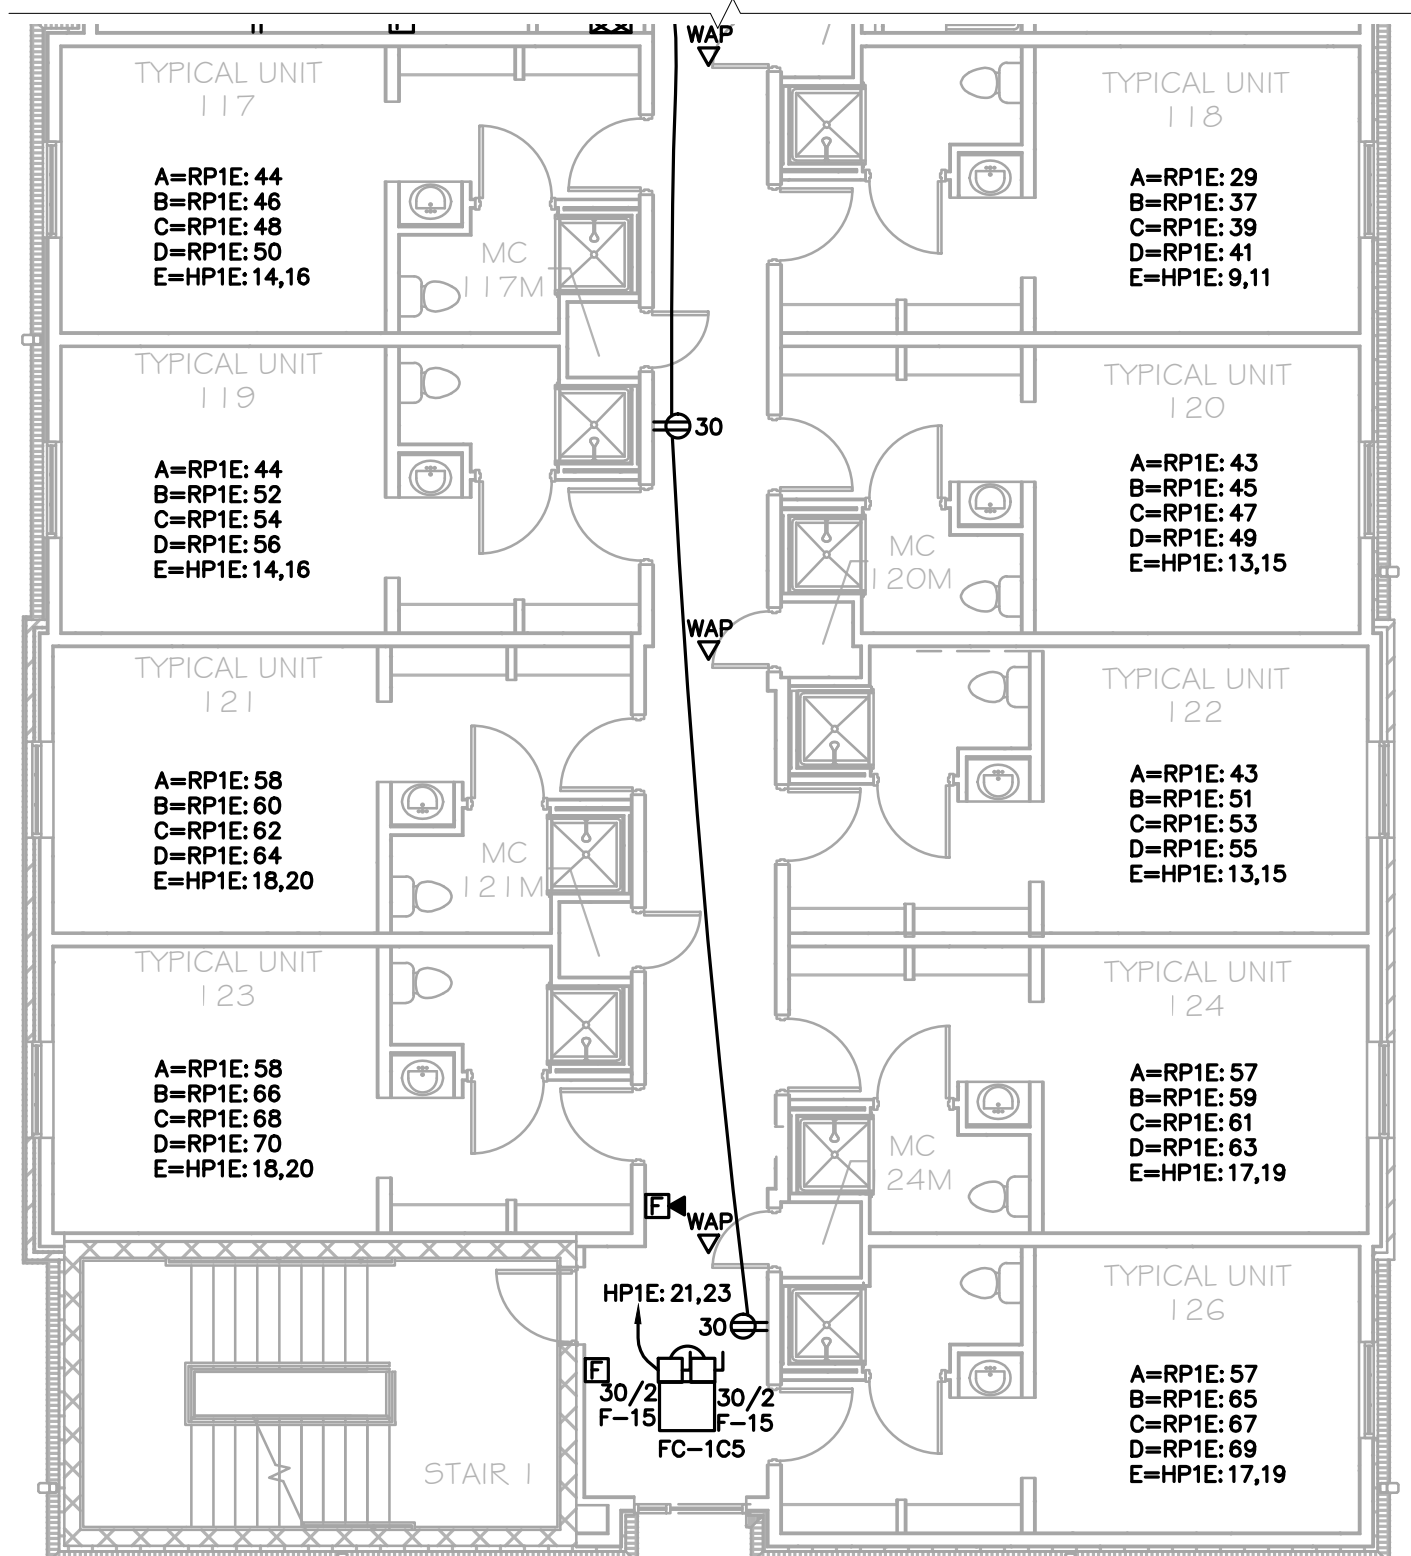 WAP
TYPICAL UNIT
117
A=RP1E: 44
B=RP1E: 46
C=RP1E: 48
D=RP1E: 50
E=HP1E: 14,16
TYPICAL UNIT
118
A=RP1E: 29
B=RP1E: 37
C=RP1E: 39
D=RP1E: 41
E=HP1E: 9,11
MC
117M
TYPICAL UNIT
119
A=RP1E: 44
B=RP1E: 52
C=RP1E: 54
D=RP1E: 56
E=HP1E: 14,16
30
TYPICAL UNIT
120
A=RP1E: 43
B=RP1E: 45
C=RP1E: 47
D=RP1E: 49
E=HP1E: 13,15
MC
120M
WAP
TYPICAL UNIT
121
A=RP1E: 58
B=RP1E: 60
C=RP1E: 62
D=RP1E: 64
E=HP1E: 18,20
MC
121M
TYPICAL UNIT
122
A=RP1E: 43
B=RP1E: 51
C=RP1E: 53
D=RP1E: 55
E=HP1E: 13,15
TYPICAL UNIT
123
A=RP1E: 58
B=RP1E: 66
C=RP1E: 68
D=RP1E: 70
E=HP1E: 18,20
TYPICAL UNIT
124
A=RP1E: 57
B=RP1E: 59
C=RP1E: 61
D=RP1E: 63
E=HP1E: 17,19
MC
24M
F
WAP
HP1E: 21,23
30
F
30/2
F-15
30/2
F-15
FC-1C5
STAIR 1
TYPICAL UNIT
126
A=RP1E: 57
B=RP1E: 65
C=RP1E: 67
D=RP1E: 69
E=HP1E: 17,19